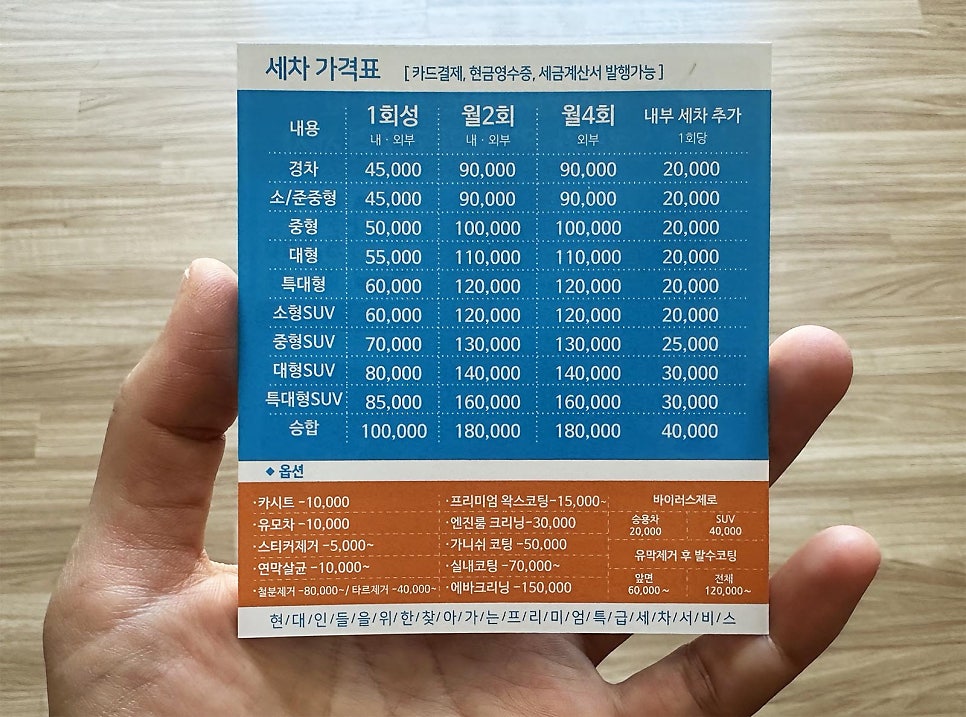 세차 가격표 [ 카드결제, 현금영수증, 세금계산서 발행가능 ]
내용 1회성 월2회 월4회 내부 세차 추가
내 · 외부 내 · 외부 외부 1회당
경차 45,000 90,000 90,000 20,000
소/준중형 45,000 90,000 90,000 20,000
중형 50,000 100,000 100,000 20,000
대형 55,000 110,000 110,000 20,000
특대형 60,000 120,000 120,000 20,000
소형SUV 60,000 120,000 120,000 20,000
중형SUV 70,000 130,000 130,000 25,000
대형SUV 80,000 140,000 140,000 30,000
특대형SUV 85,000 160,000 160,000 30,000
승합 100,000 180,000 180,000 40,000
◆ 옵션
·카시트 -10,000
·유모차 -10,000
·스티커제거 -5,000~
·연막살균 -10,000~
·철분제거 -80,000~/ 타르제거 -40,000~
·프리미엄 왁스코팅-15,000~
·엔진룸 크리닝-30,000
·가니쉬 코팅 -50,000
·실내코팅 -70,000~
·에바크리닝 -150,000
바이러스제로
승용차 SUV
20,000 40,000
유막제거 후 발수코팅
앞면 전체
60,000~ 120,000~
현/대/인/들/을/위/한/찾/아/가/는/프/리/미/엄/특/급/세/차/서/비/스